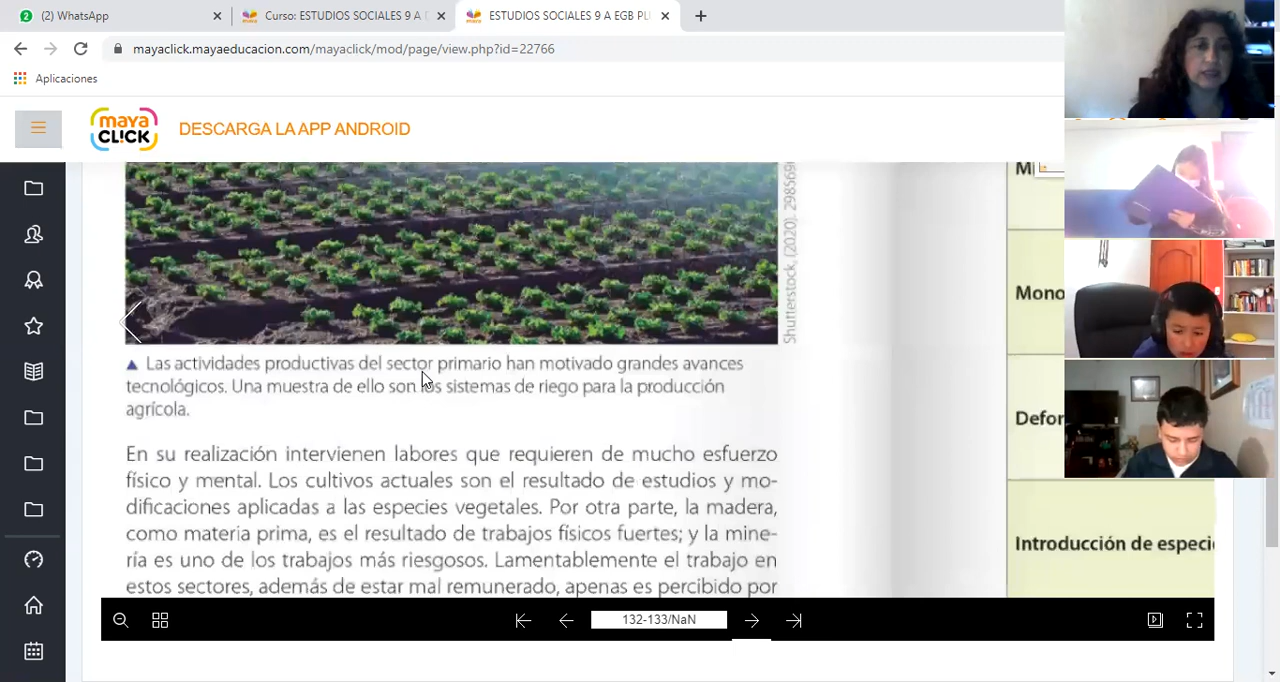 2 (2) WhatsApp
Curso: ESTUDIOS SOCIALES 9 A
ESTUDIOS SOCIALES 9 A EGB PL
mayaclick.mayaeducacion.com/mayaclick/mod/page/view.php?id=22766
Aplicaciones
maya CLICK
DESCARGA LA APP ANDROID
Shutterstock, (2020).
▲ Las actividades productivas del sector primario han motivado grandes avances
tecnológicos. Una muestra de ello son los sistemas de riego para la producción
agrícola.
En su realización intervienen labores que requieren de mucho esfuerzo
físico y mental. Los cultivos actuales son el resultado de estudios y mo-
dificaciones aplicadas a las especies vegetales. Por otra parte, la madera,
como materia prima, es el resultado de trabajos físicos fuertes; y la mine-
ría es uno de los trabajos más riesgosos. Lamentablemente el trabajo en
estos sectores, además de estar mal remunerado, apenas es percibido por
Mono
Defor
Introducción de especi
132-133/NaN